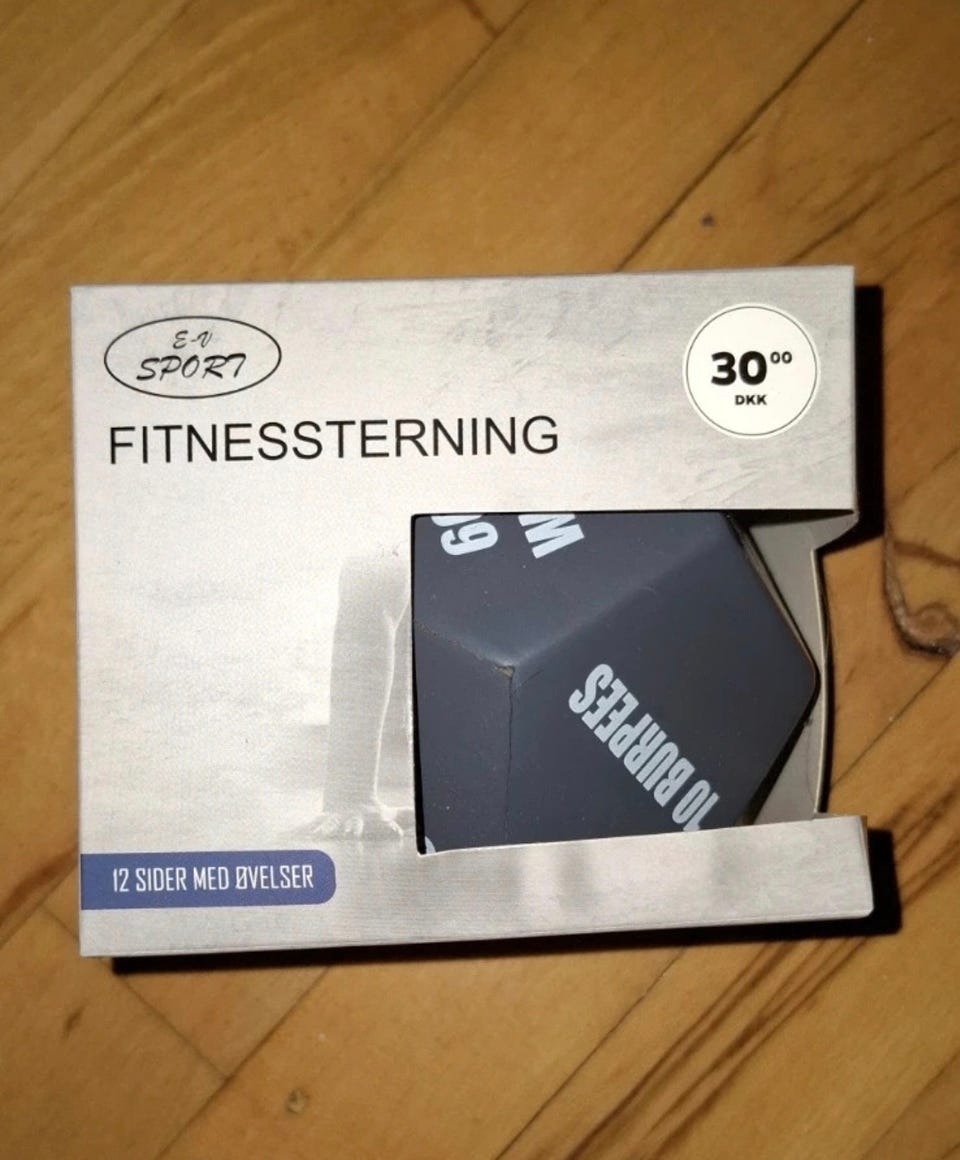 E-V
SPORT
30⁰⁰
DKK
FITNESSTERNING
10 BURPEES
12 SIDER MED ØVELSER